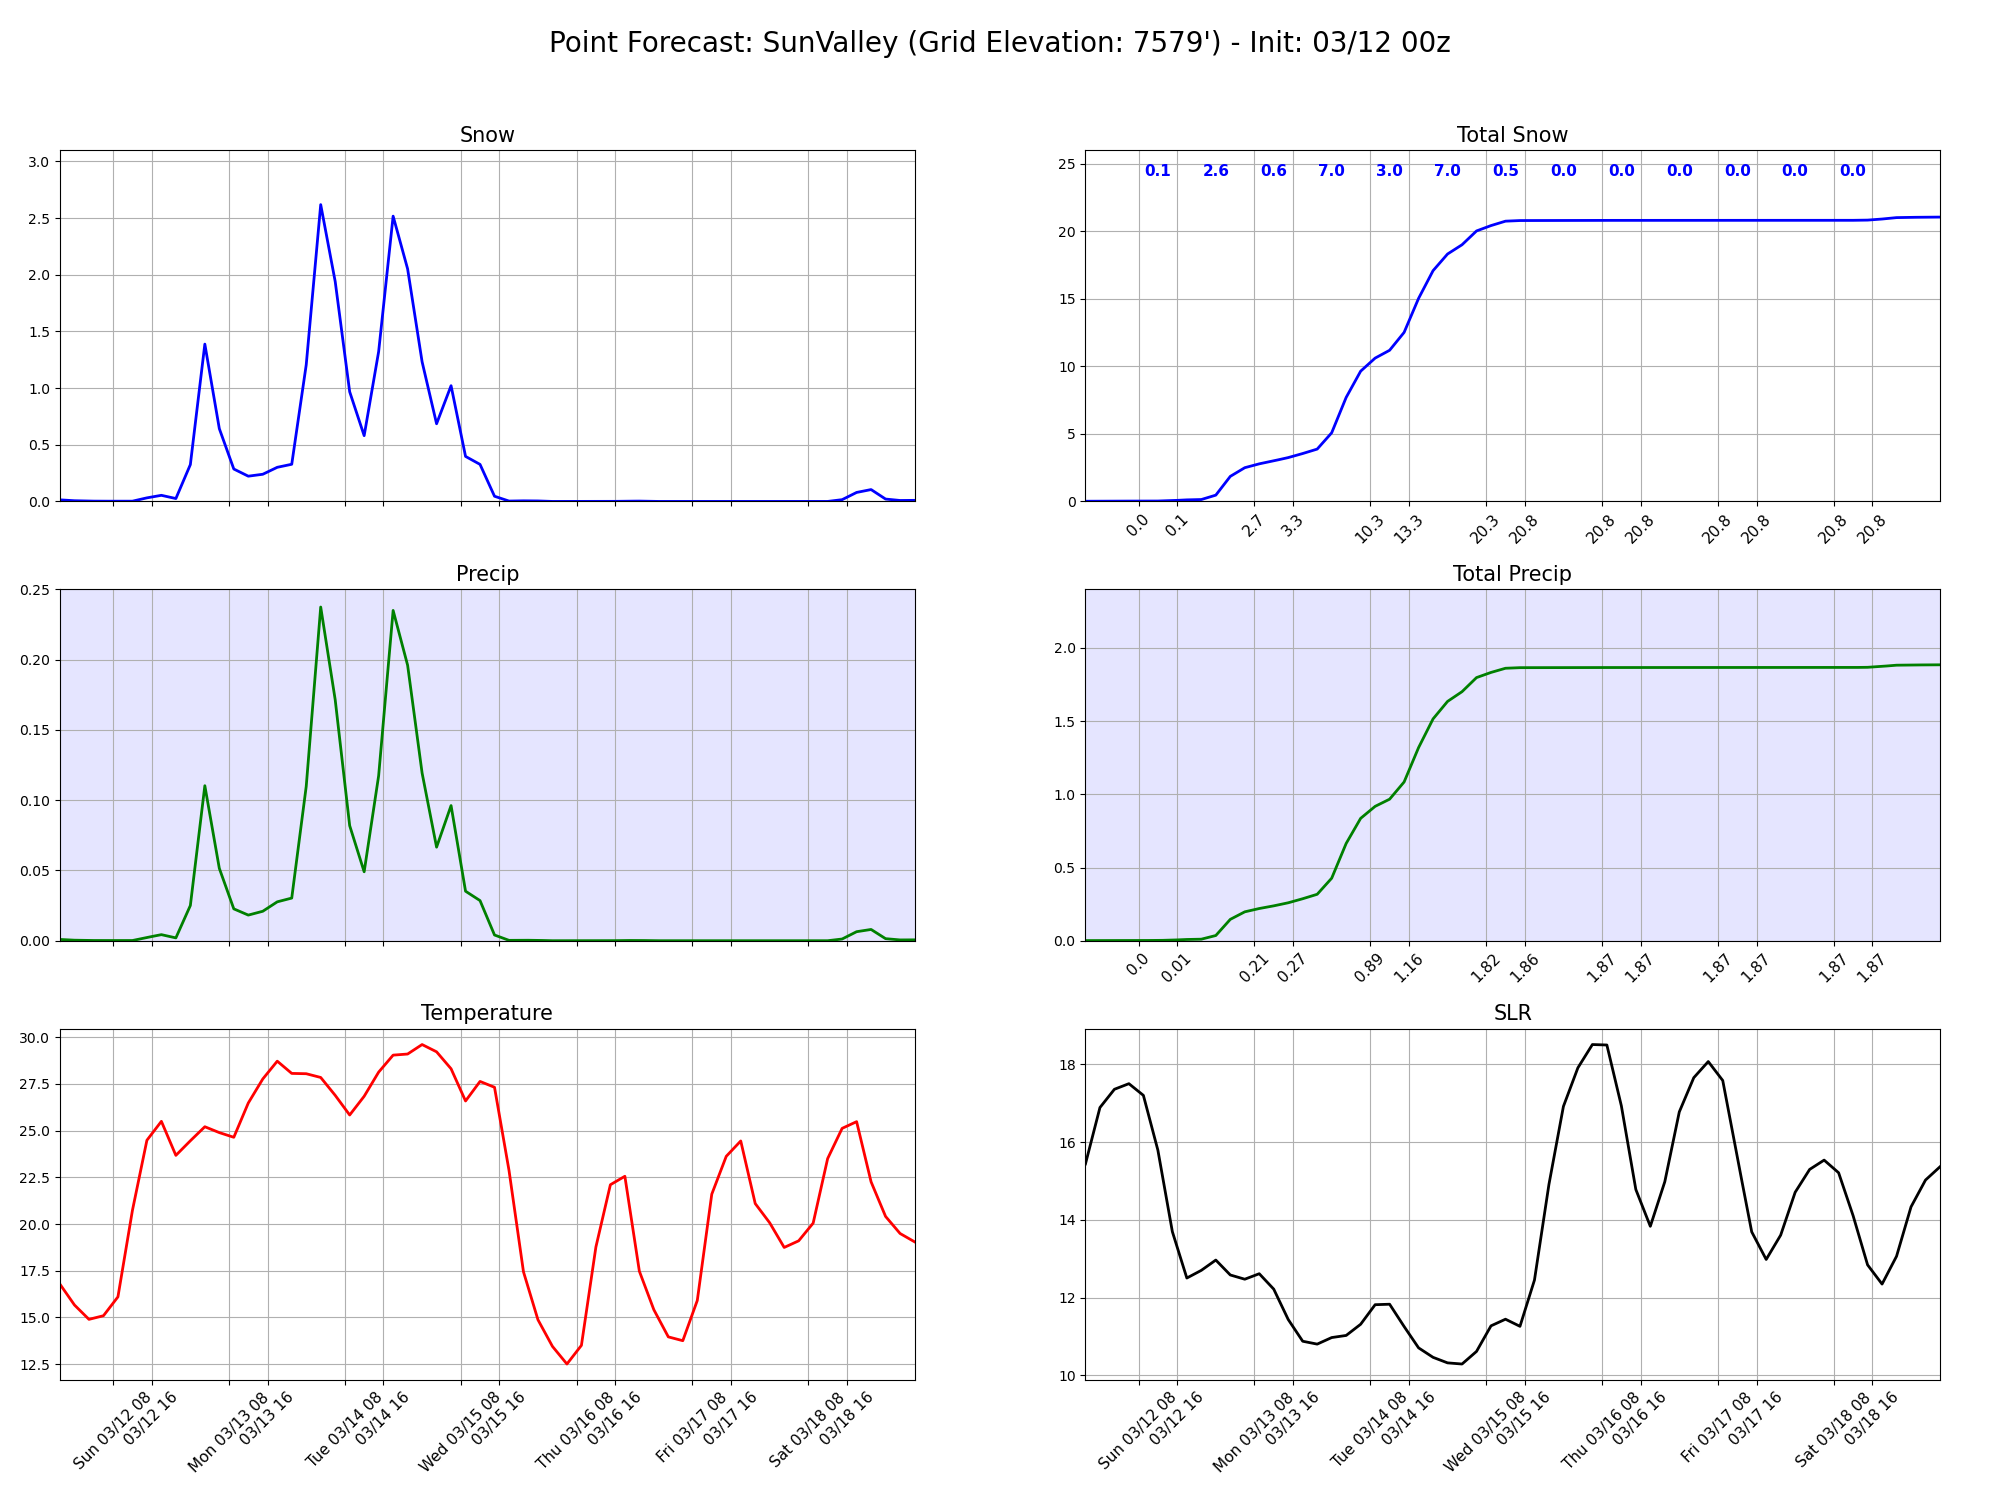 Point Forecast: SunValley (Grid Elevation: 7579') - Init: 03/12 00z
Snow
3.0
2.5
2.0
1.5
1.0
0.5
0.0
Total Snow
25
20
15
10
5
0
0.1 2.6 0.6 7.0 3.0 7.0 0.5 0.0 0.0 0.0 0.0 0.0 0.0
0.0 0.1 2.7 3.3 10.3 13.3 20.3 20.8 20.8 20.8 20.8 20.8 20.8 20.8
Precip
0.25
0.20
0.15
0.10
0.05
0.00
Total Precip
2.0
1.5
1.0
0.5
0.0
0.0 0.01 0.21 0.27 0.89 1.16 1.82 1.86 1.87 1.87 1.87 1.87 1.87 1.87
Temperature
30.0
27.5
25.0
22.5
20.0
17.5
15.0
12.5
Sun 03/12 08
03/12 16
Mon 03/13 08
03/13 16
Tue 03/14 08
03/14 16
Wed 03/15 08
03/15 16
Thu 03/16 08
03/16 16
Fri 03/17 08
03/17 16
Sat 03/18 08
03/18 16
SLR
18
16
14
12
10
Sun 03/12 08
03/12 16
Mon 03/13 08
03/13 16
Tue 03/14 08
03/14 16
Wed 03/15 08
03/15 16
Thu 03/16 08
03/16 16
Fri 03/17 08
03/17 16
Sat 03/18 08
03/18 16